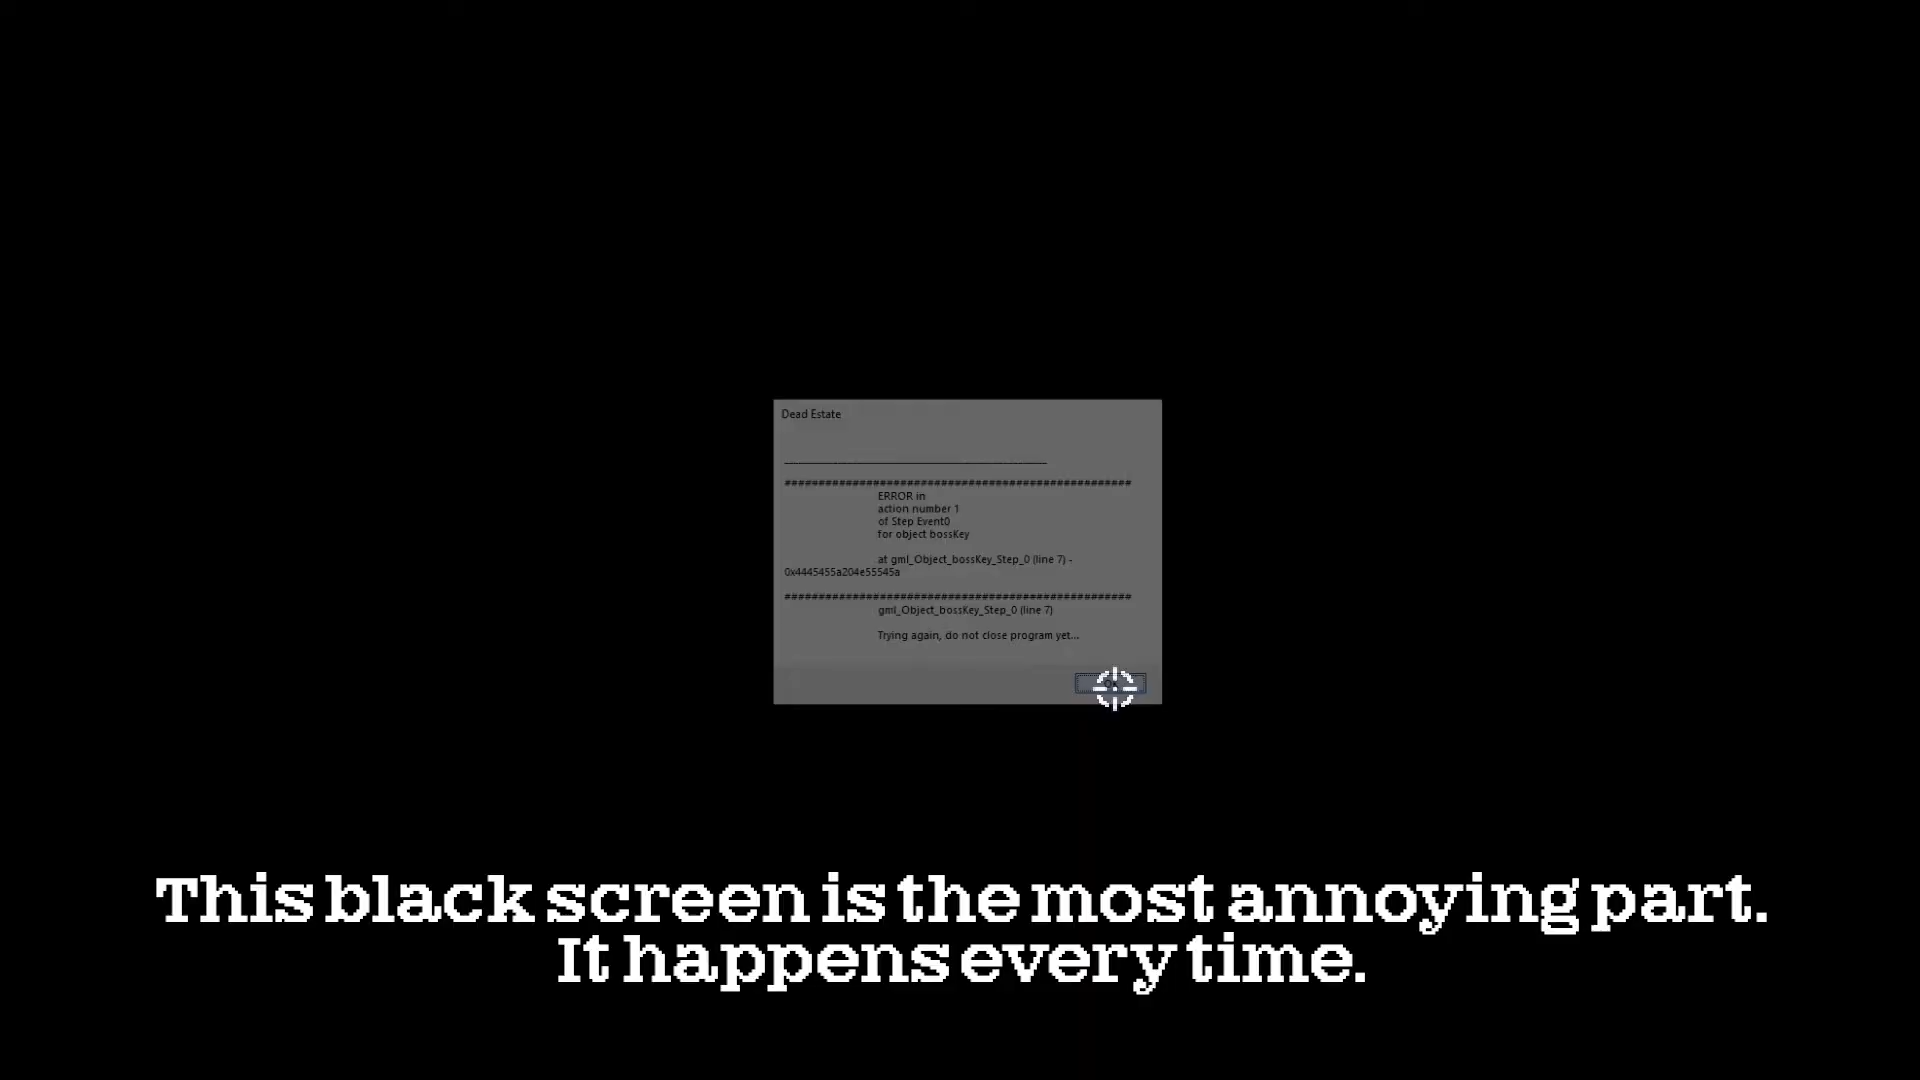 Dead Estate
______________________________________________
###################################################
ERROR in
action number 1
of Step Event0
for object bossKey
at gml_Object_bossKey_Step_0 (line 7) -
0x4445455a204e55545a
###################################################
gml_Object_bossKey_Step_0 (line 7)
Trying again, do not close program yet...
This black screen is the most annoying part.
It happens every time.